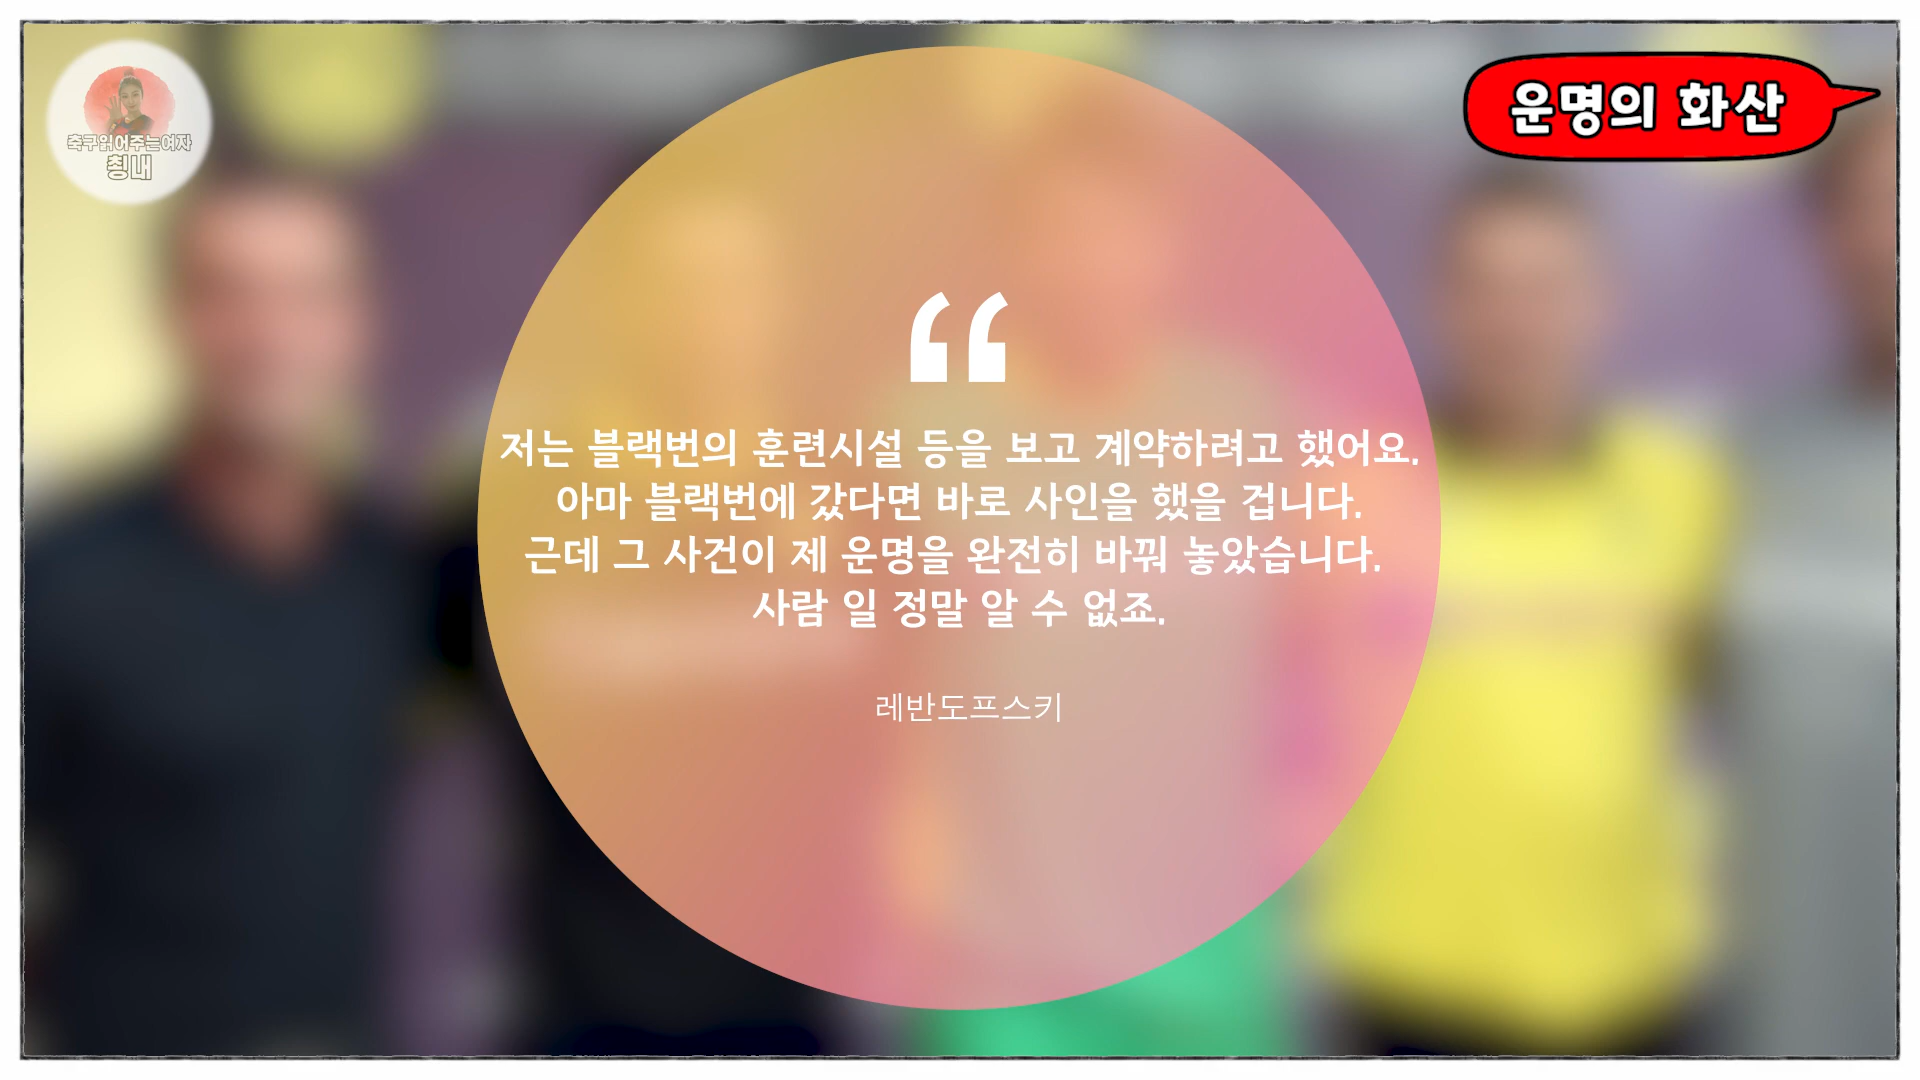 축구읽어주는여자
칭내
운명의 화산
“
저는 블랙번의 훈련시설 등을 보고 계약하려고 했어요.
아마 블랙번에 갔다면 바로 사인을 했을 겁니다.
근데 그 사건이 제 운명을 완전히 바꿔 놓았습니다.
사람 일 정말 알 수 없죠.
레반도프스키